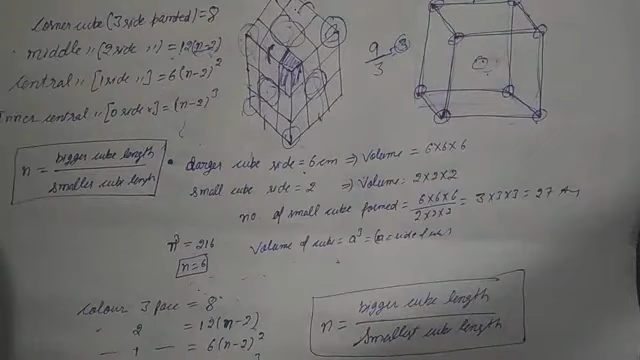 Corner cube (3 side painted) = 8
middle " (2 side ") = 12(n-2)
Central " [1 side "] = 6(n-2)²
Inner central " [0 side x] = (n-2)³
9/3 = 3
n = bigger cube length / smaller cube length
• Larger cube side = 6 cm ⇒ Volume = 6×6×6
Small cube side = 2 ⇒ Volume = 2×2×2
no. of small cube formed = 6×6×6 / 2×2×2 = 3×3×3 = 27 Ans
n³ = 216 Volume of cube = a³ =
n=6
Colour 3 face = 8
" 2 = 12(n-2)
— 1 — = 6(n-2)²
n = bigger cube length / Smallest cube length